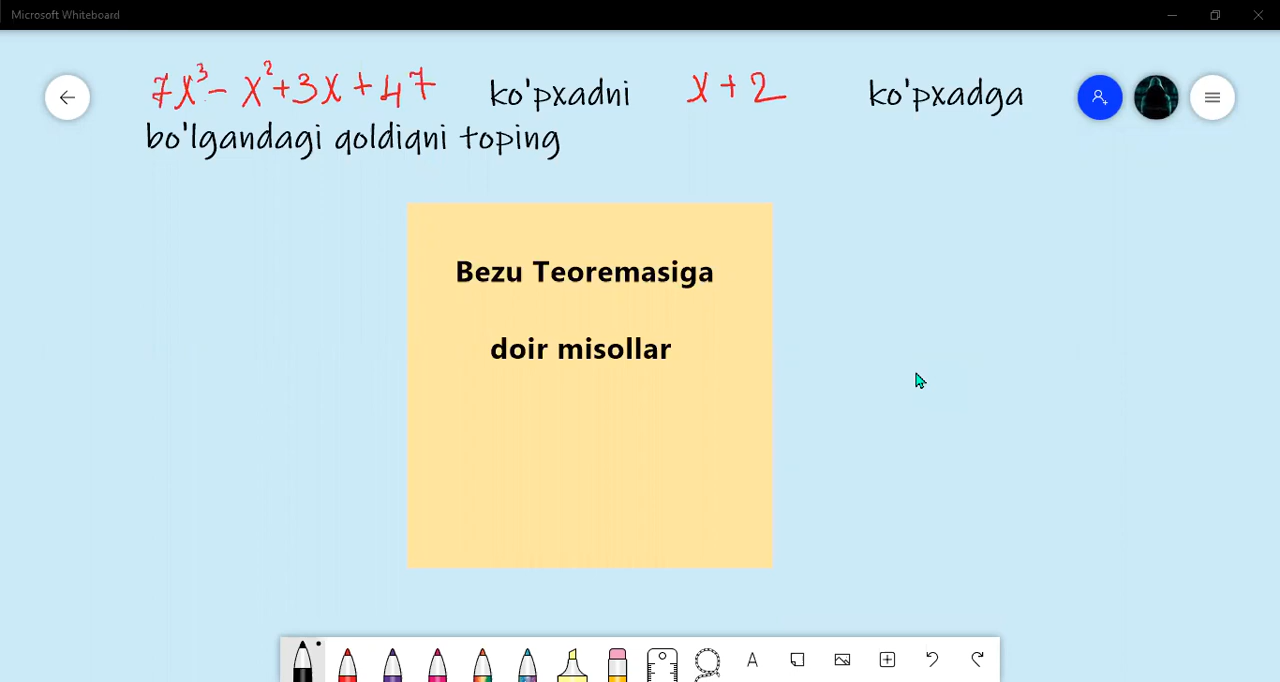 Microsoft Whiteboard
7x³ - x² + 3x + 47 ko'pxadni x + 2 ko'pxadga
bo'lgandagi qoldiqni toping
Bezu Teoremasiga
doir misollar
A